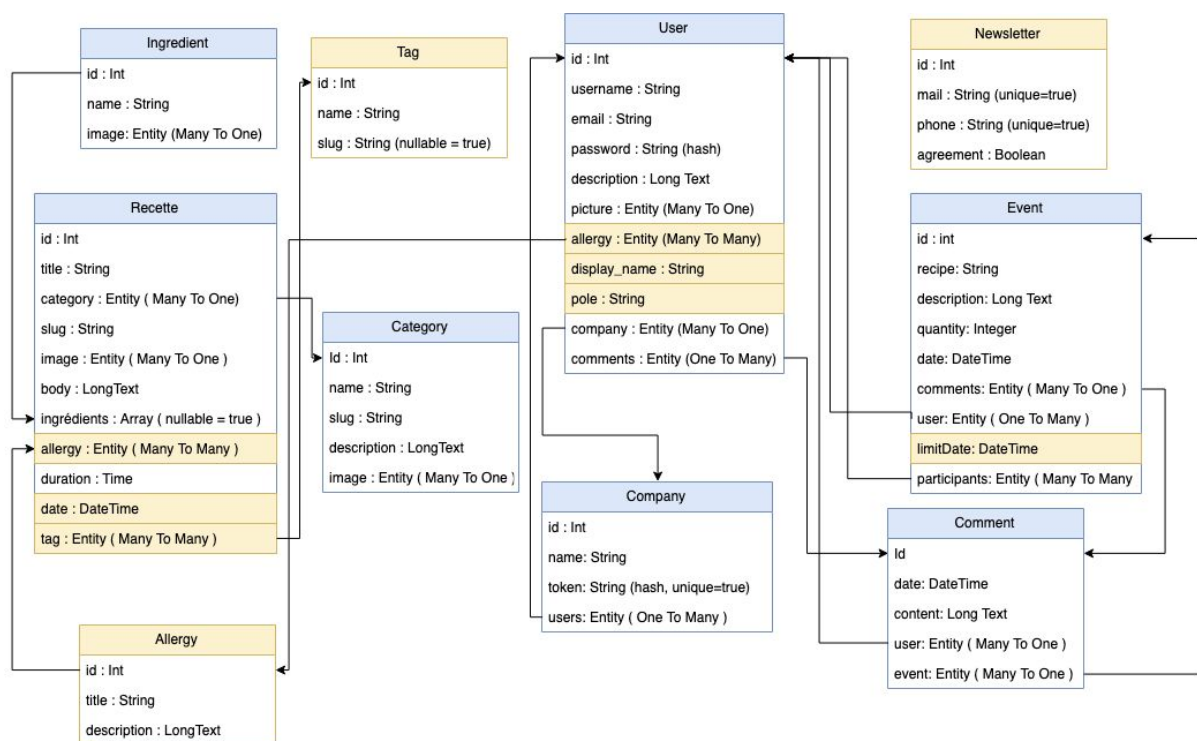 Ingredient
id : Int
name : String
image: Entity (Many To One)
Tag
id : Int
name : String
slug : String (nullable = true)
User
id : Int
username : String
email : String
password : String (hash)
description : Long Text
picture : Entity (Many To One)
allergy : Entity (Many To Many)
display_name : String
pole : String
company : Entity (Many To One)
comments : Entity (One To Many)
Newsletter
id : Int
mail : String (unique=true)
phone : String (unique=true)
agreement : Boolean
Recette
id : Int
title : String
category : Entity ( Many To One)
slug : String
image : Entity ( Many To One )
body : LongText
ingrédients : Array ( nullable = true )
allergy : Entity ( Many To Many )
duration : Time
date : DateTime
tag : Entity ( Many To Many )
Category
Id : Int
name : String
slug : String
description : LongText
image : Entity ( Many To One )
Event
id : int
recipe: String
description: Long Text
quantity: Integer
date: DateTime
comments: Entity ( Many To One )
user: Entity ( One To Many )
limitDate: DateTime
participants: Entity ( Many To Many
Company
id : Int
name: String
token: String (hash, unique=true)
users: Entity ( One To Many )
Comment
Id
date: DateTime
content: Long Text
user: Entity ( Many To One )
event: Entity ( Many To One )
Allergy
id : Int
title : String
description : LongText